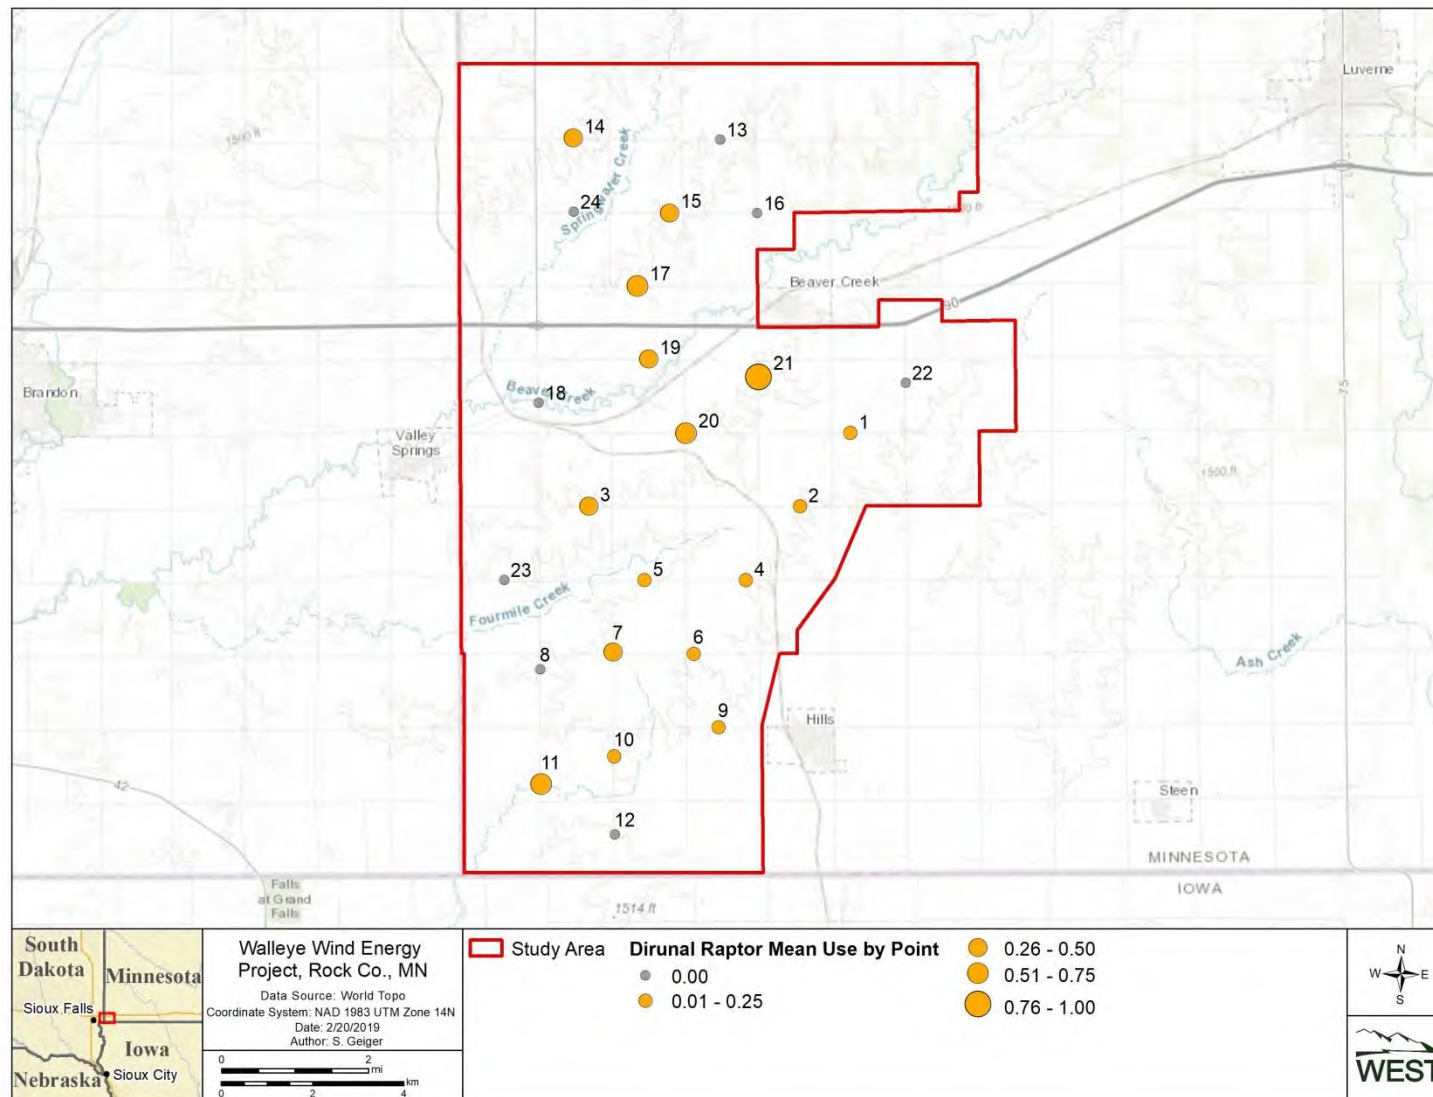 Luverne
1500 ft
14
13
Springwater Creek
24
15
16
17
Beaver Creek
90
19
21
22
Brandon
18
Beaver Creek
20
1
75
Valley
Springs
1500 ft
3
2
23
5
4
Fourmile Creek
7
6
8
Ash Creek
9
Hills
10
11
42
Steen
12
MINNESOTA
IOWA
Falls
at Grand
Falls
1514 ft
South
Dakota
Minnesota
Sioux Falls
Iowa
Nebraska
Sioux City
Walleye Wind Energy
Project, Rock Co., MN
Data Source: World Topo
Coordinate System: NAD 1983 UTM Zone 14N
Date: 2/20/2019
Author: S. Geiger
0 2
mi
km
0 2 4
Study Area
Dirunal Raptor Mean Use by Point
0.00
0.01 - 0.25
0.26 - 0.50
0.51 - 0.75
0.76 - 1.00
N
W E
S
WEST